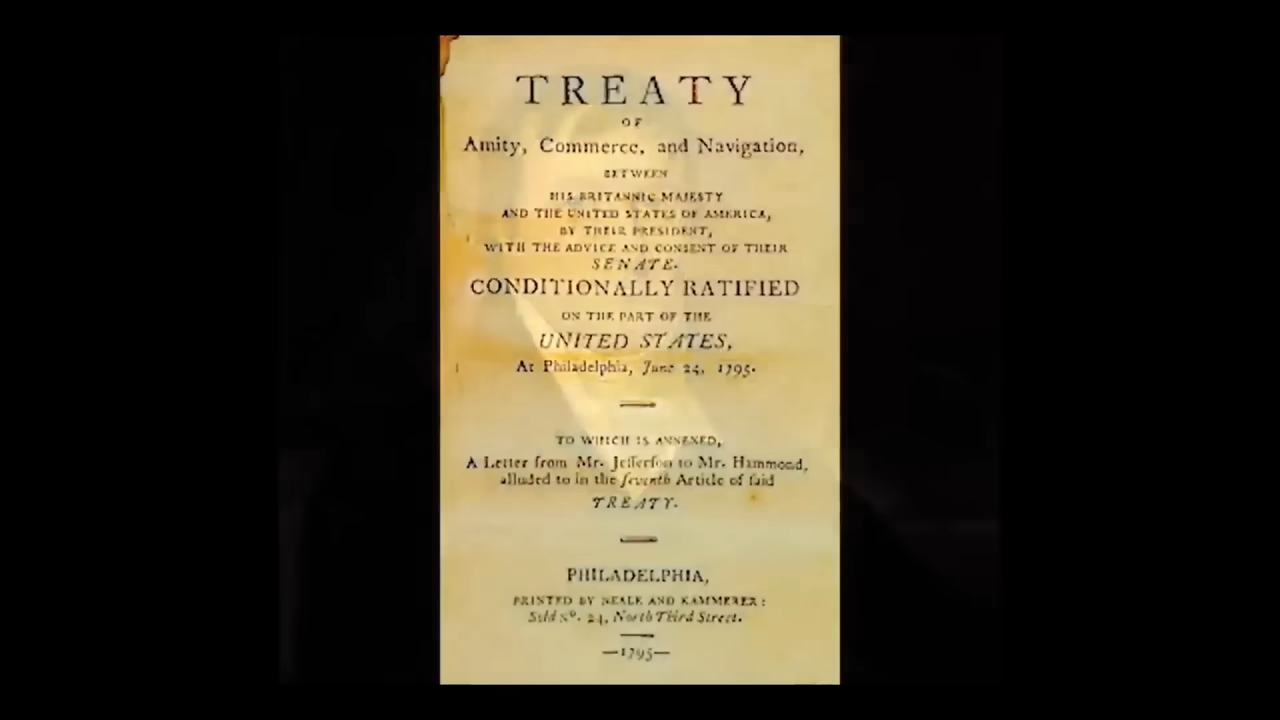 TREATY
OF
Amity, Commerce, and Navigation,
BETWEEN
HIS BRITANNIC MAJESTY
AND THE UNITED STATES OF AMERICA,
BY THEIR PRESIDENT,
WITH THE ADVICE AND CONSENT OF THEIR
SENATE.
CONDITIONALLY RATIFIED
ON THE PART OF THE
UNITED STATES,
At Philadelphia, June 24, 1795.
TO WHICH IS ANNEXED,
A Letter from Mr. Jefferſon to Mr. Hammond,
alluded to in the ſeventh Article of ſaid
TREATY.
PHILADELPHIA,
PRINTED BY NEALE AND KAMMERER:
Sold No. 24, North Third Street.
—1795—